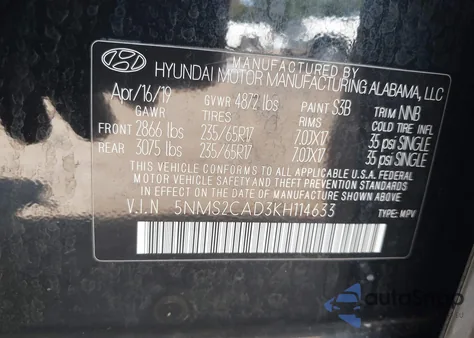 MANUFACTURED BY
HYUNDAI MOTOR MANUFACTURING ALABAMA, LLC
Apr/16/19 GVWR 4872 lbs PAINT S3B TRIM NNB
GAWR TIRES RIMS COLD TIRE INFL
FRONT 2866 lbs 235/65R17 7.0JX17 35 psi SINGLE
REAR 3075 lbs 235/65R17 7.0JX17 35 psi SINGLE
THIS VEHICLE CONFORMS TO ALL APPLICABLE U.S. FEDERAL
MOTOR VEHICLE SAFETY AND THEFT PREVENTION STANDARDS
IN EFFECT ON THE DATE OF MANUFACTURE SHOWN ABOVE
V.I.N 5NMS2CAD3KH114633
TYPE: MPV